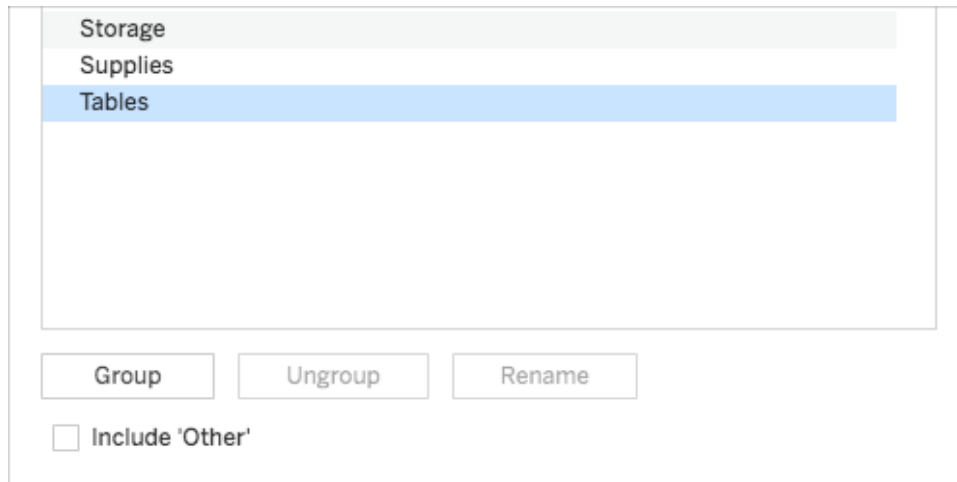 Storage
Supplies
Tables
Group Ungroup Rename
Include 'Other'